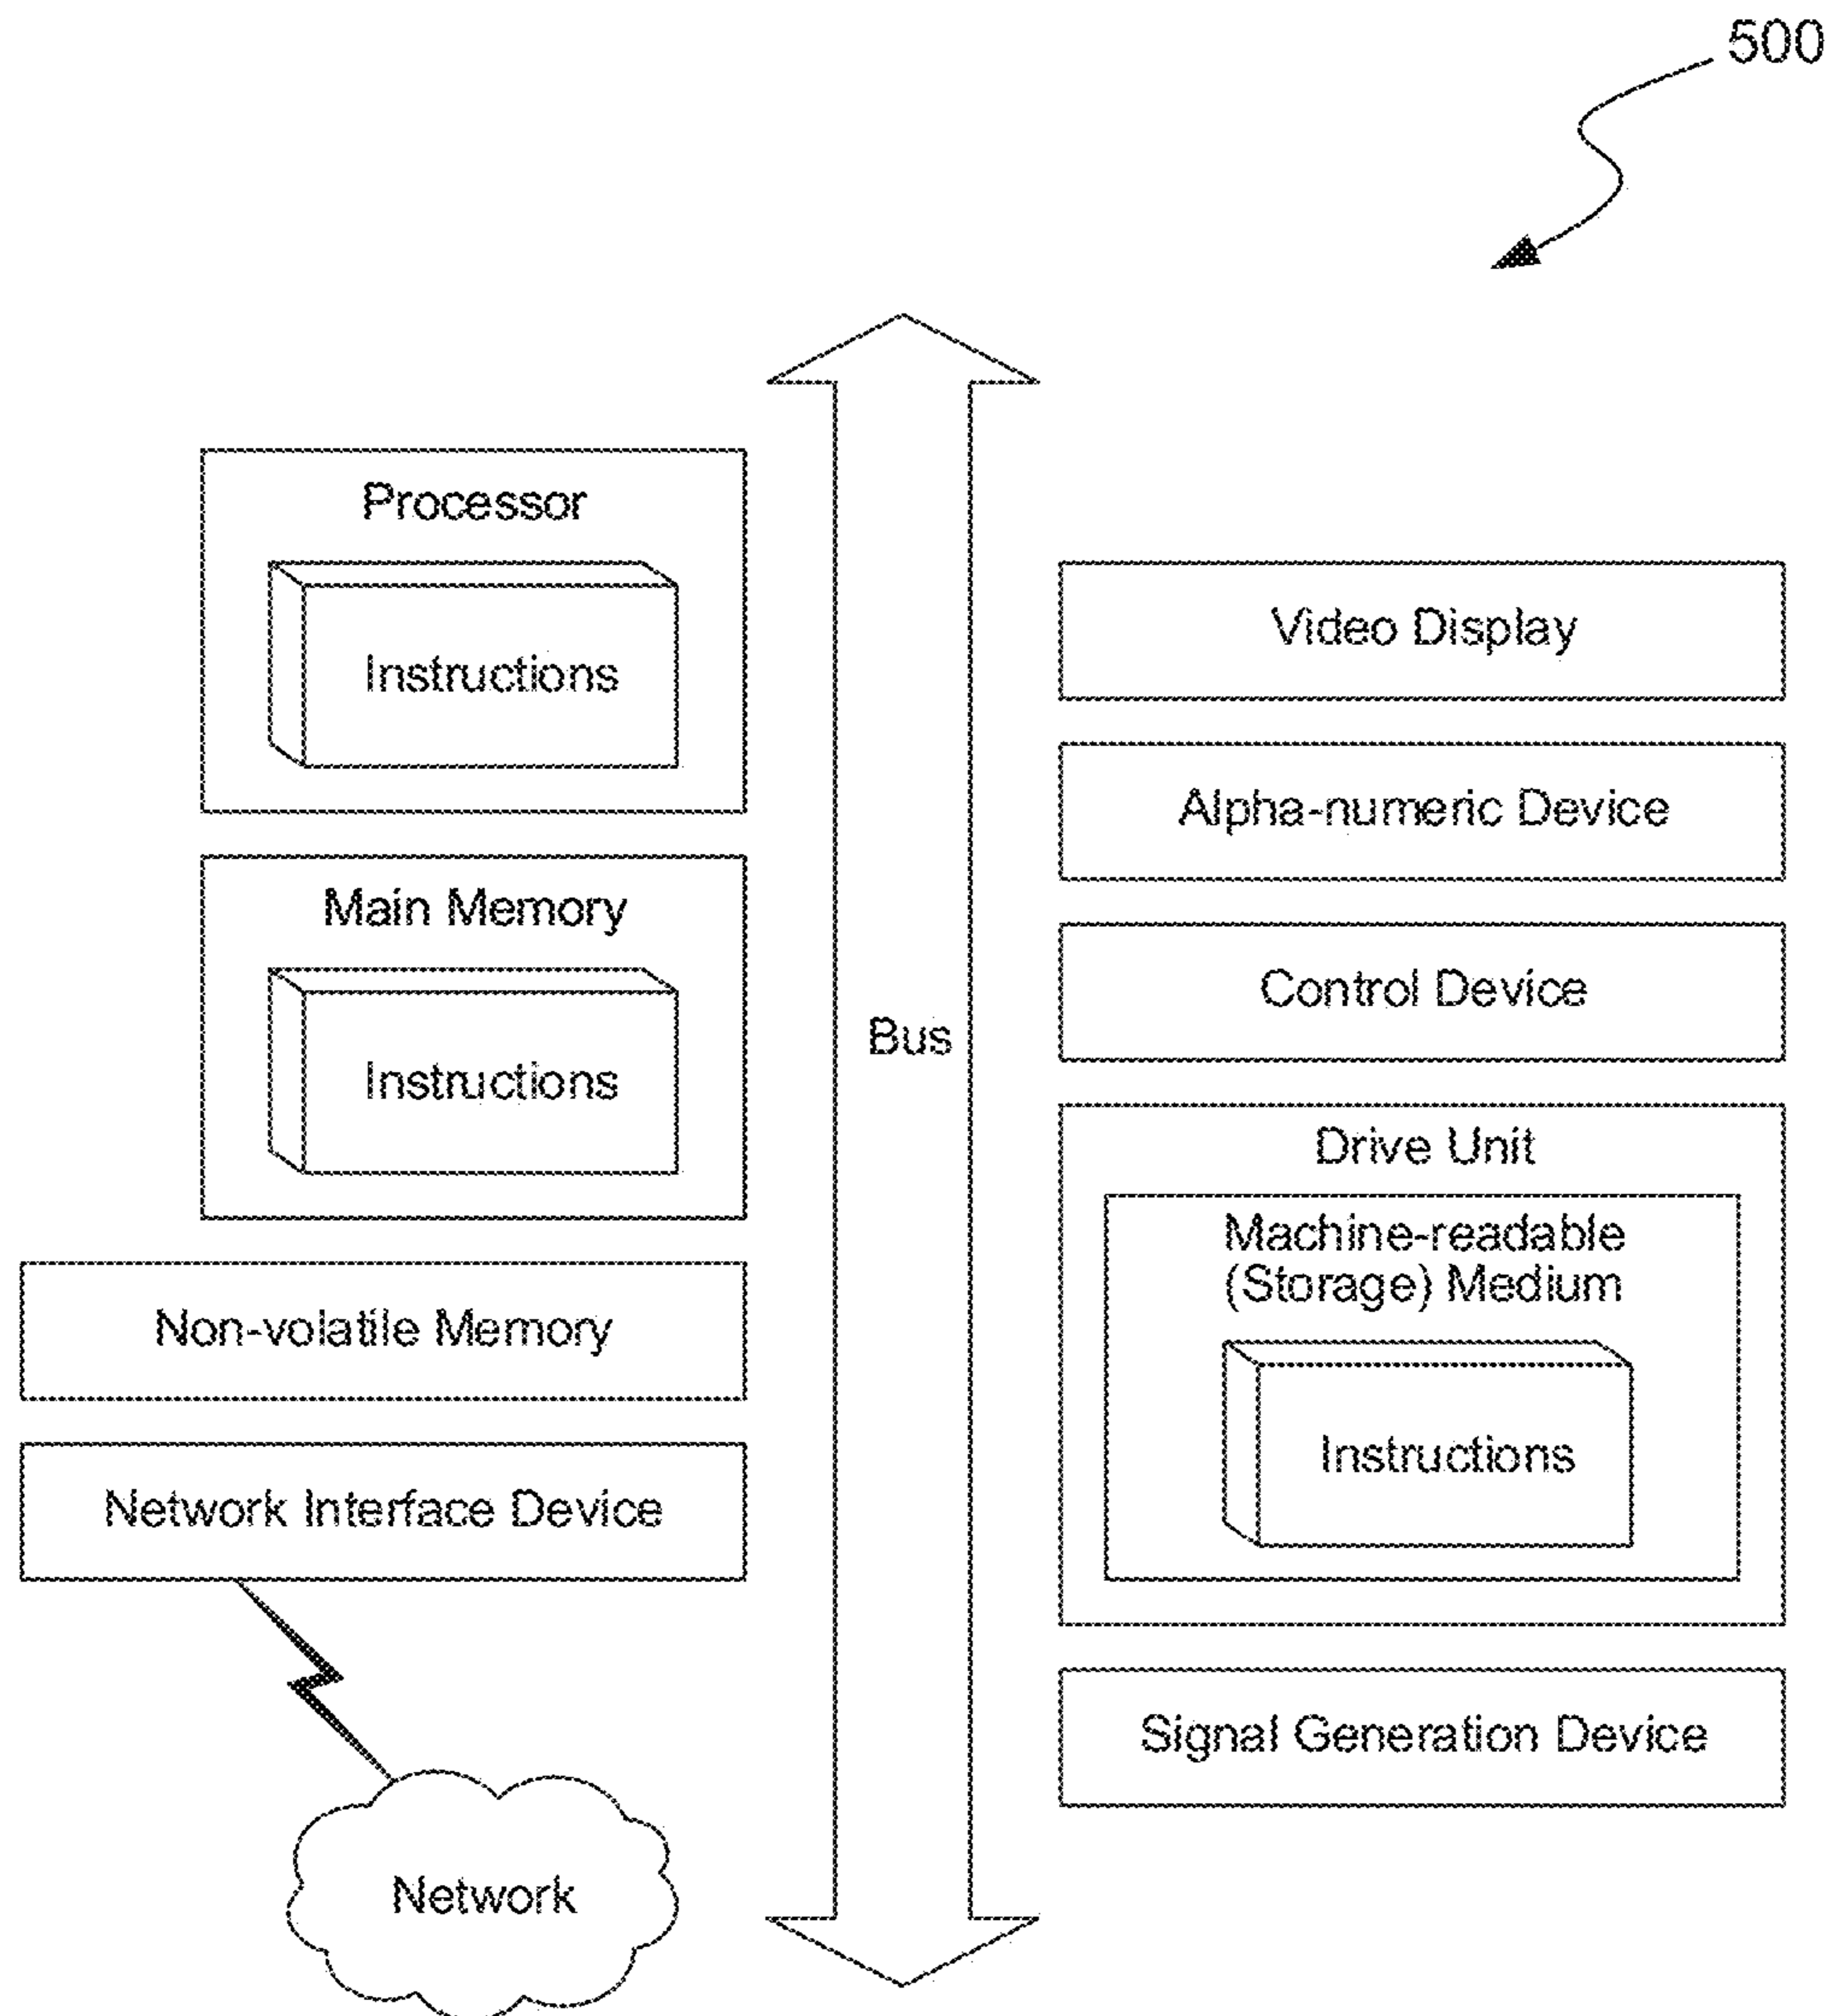 500
Processor
Instructions
Main Memory
Instructions
Non-volatile Memory
Network Interface Device
Network
Bus
Video Display
Alpha-numeric Device
Control Device
Drive Unit
Machine-readable
(Storage) Medium
Instructions
Signal Generation Device